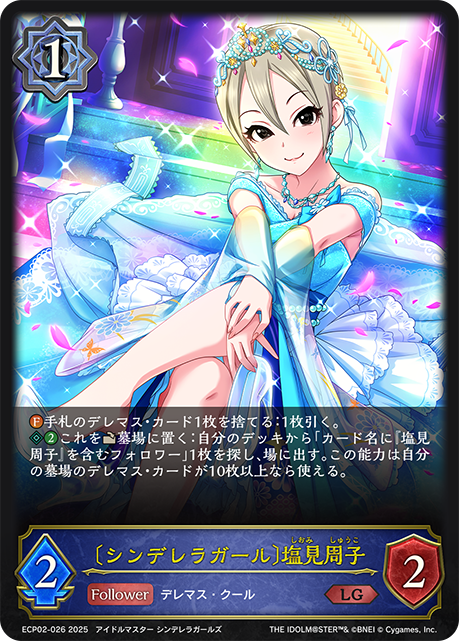 1
F 手札のデレマス・カード1枚を捨てる：1枚引く。
2 これを墓場に置く：自分のデッキから「カード名に『塩見
周子』を含むフォロワー」1枚を探し、場に出す。この能力は自分
の墓場のデレマス・カードが10枚以上なら使える。
しおみ しゅうこ
〔シンデレラガール〕塩見周子
2
Follower デレマス・クール LG
2
ECP02-026 2025 アイドルマスター シンデレラガールズ THE IDOLM@STER™& ©BNEI © Cygames, Inc.